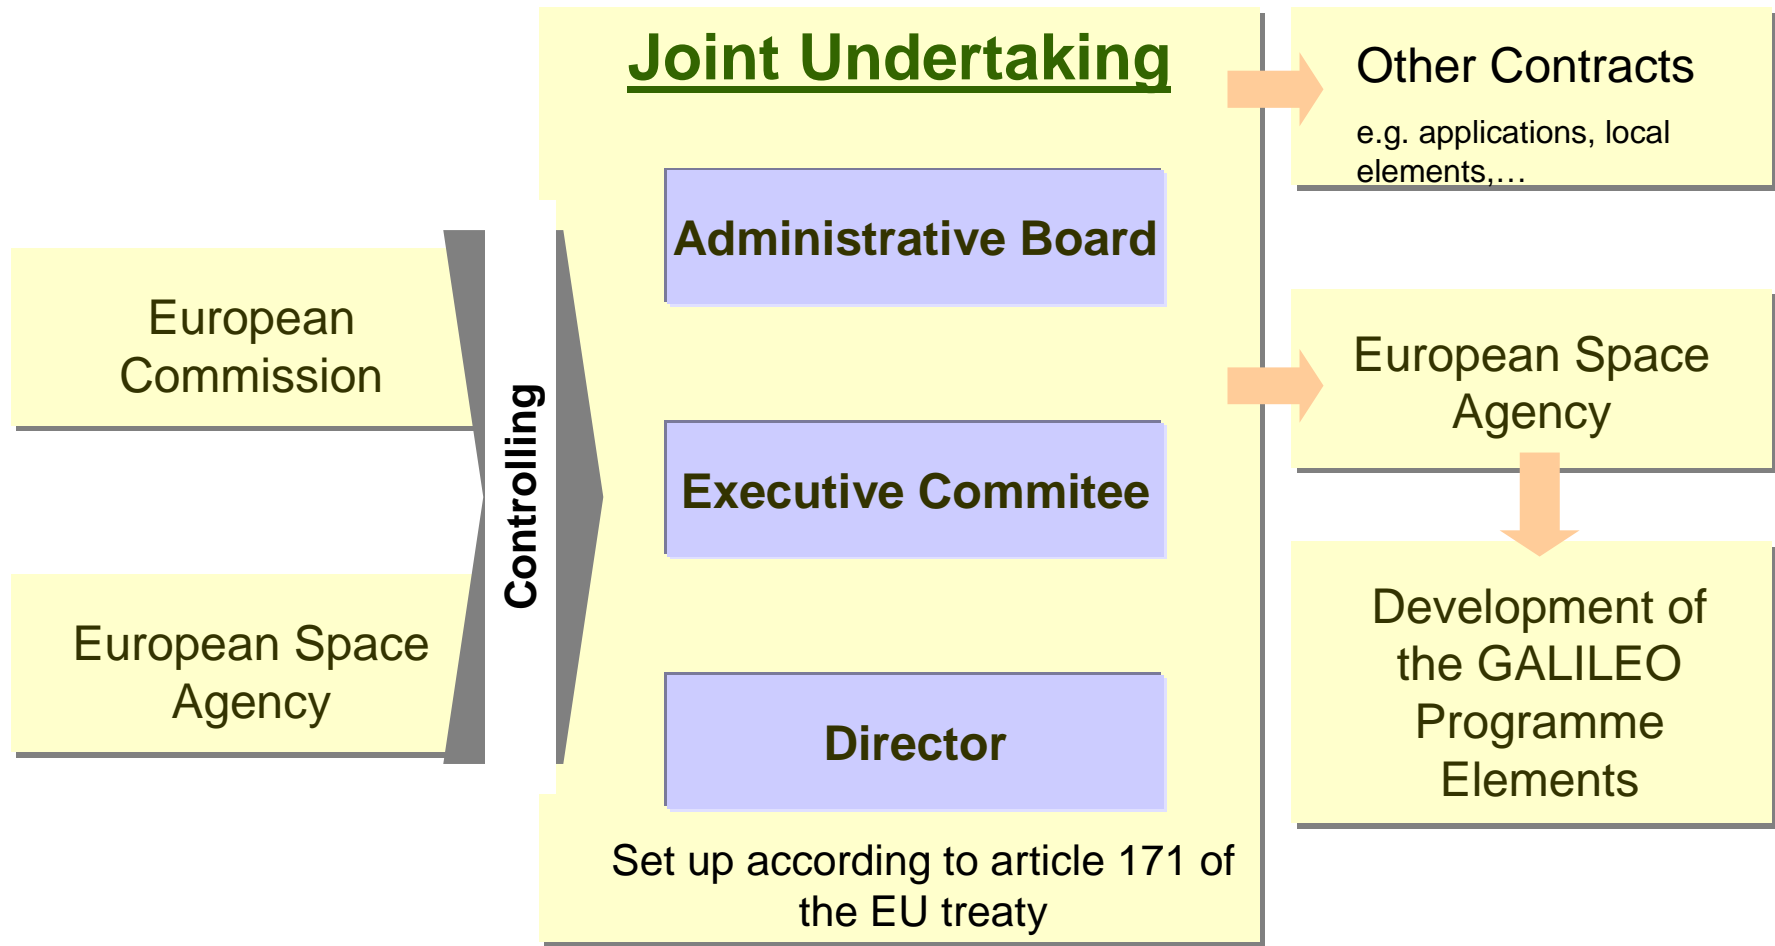 European
Commission
European Space
Agency
Controlling
Joint Undertaking
Administrative Board
Executive Commitee
Director
Set up according to article 171 of
the EU treaty
Other Contracts
e.g. applications, local
elements,…
European Space
Agency
Development of
the GALILEO
Programme
Elements